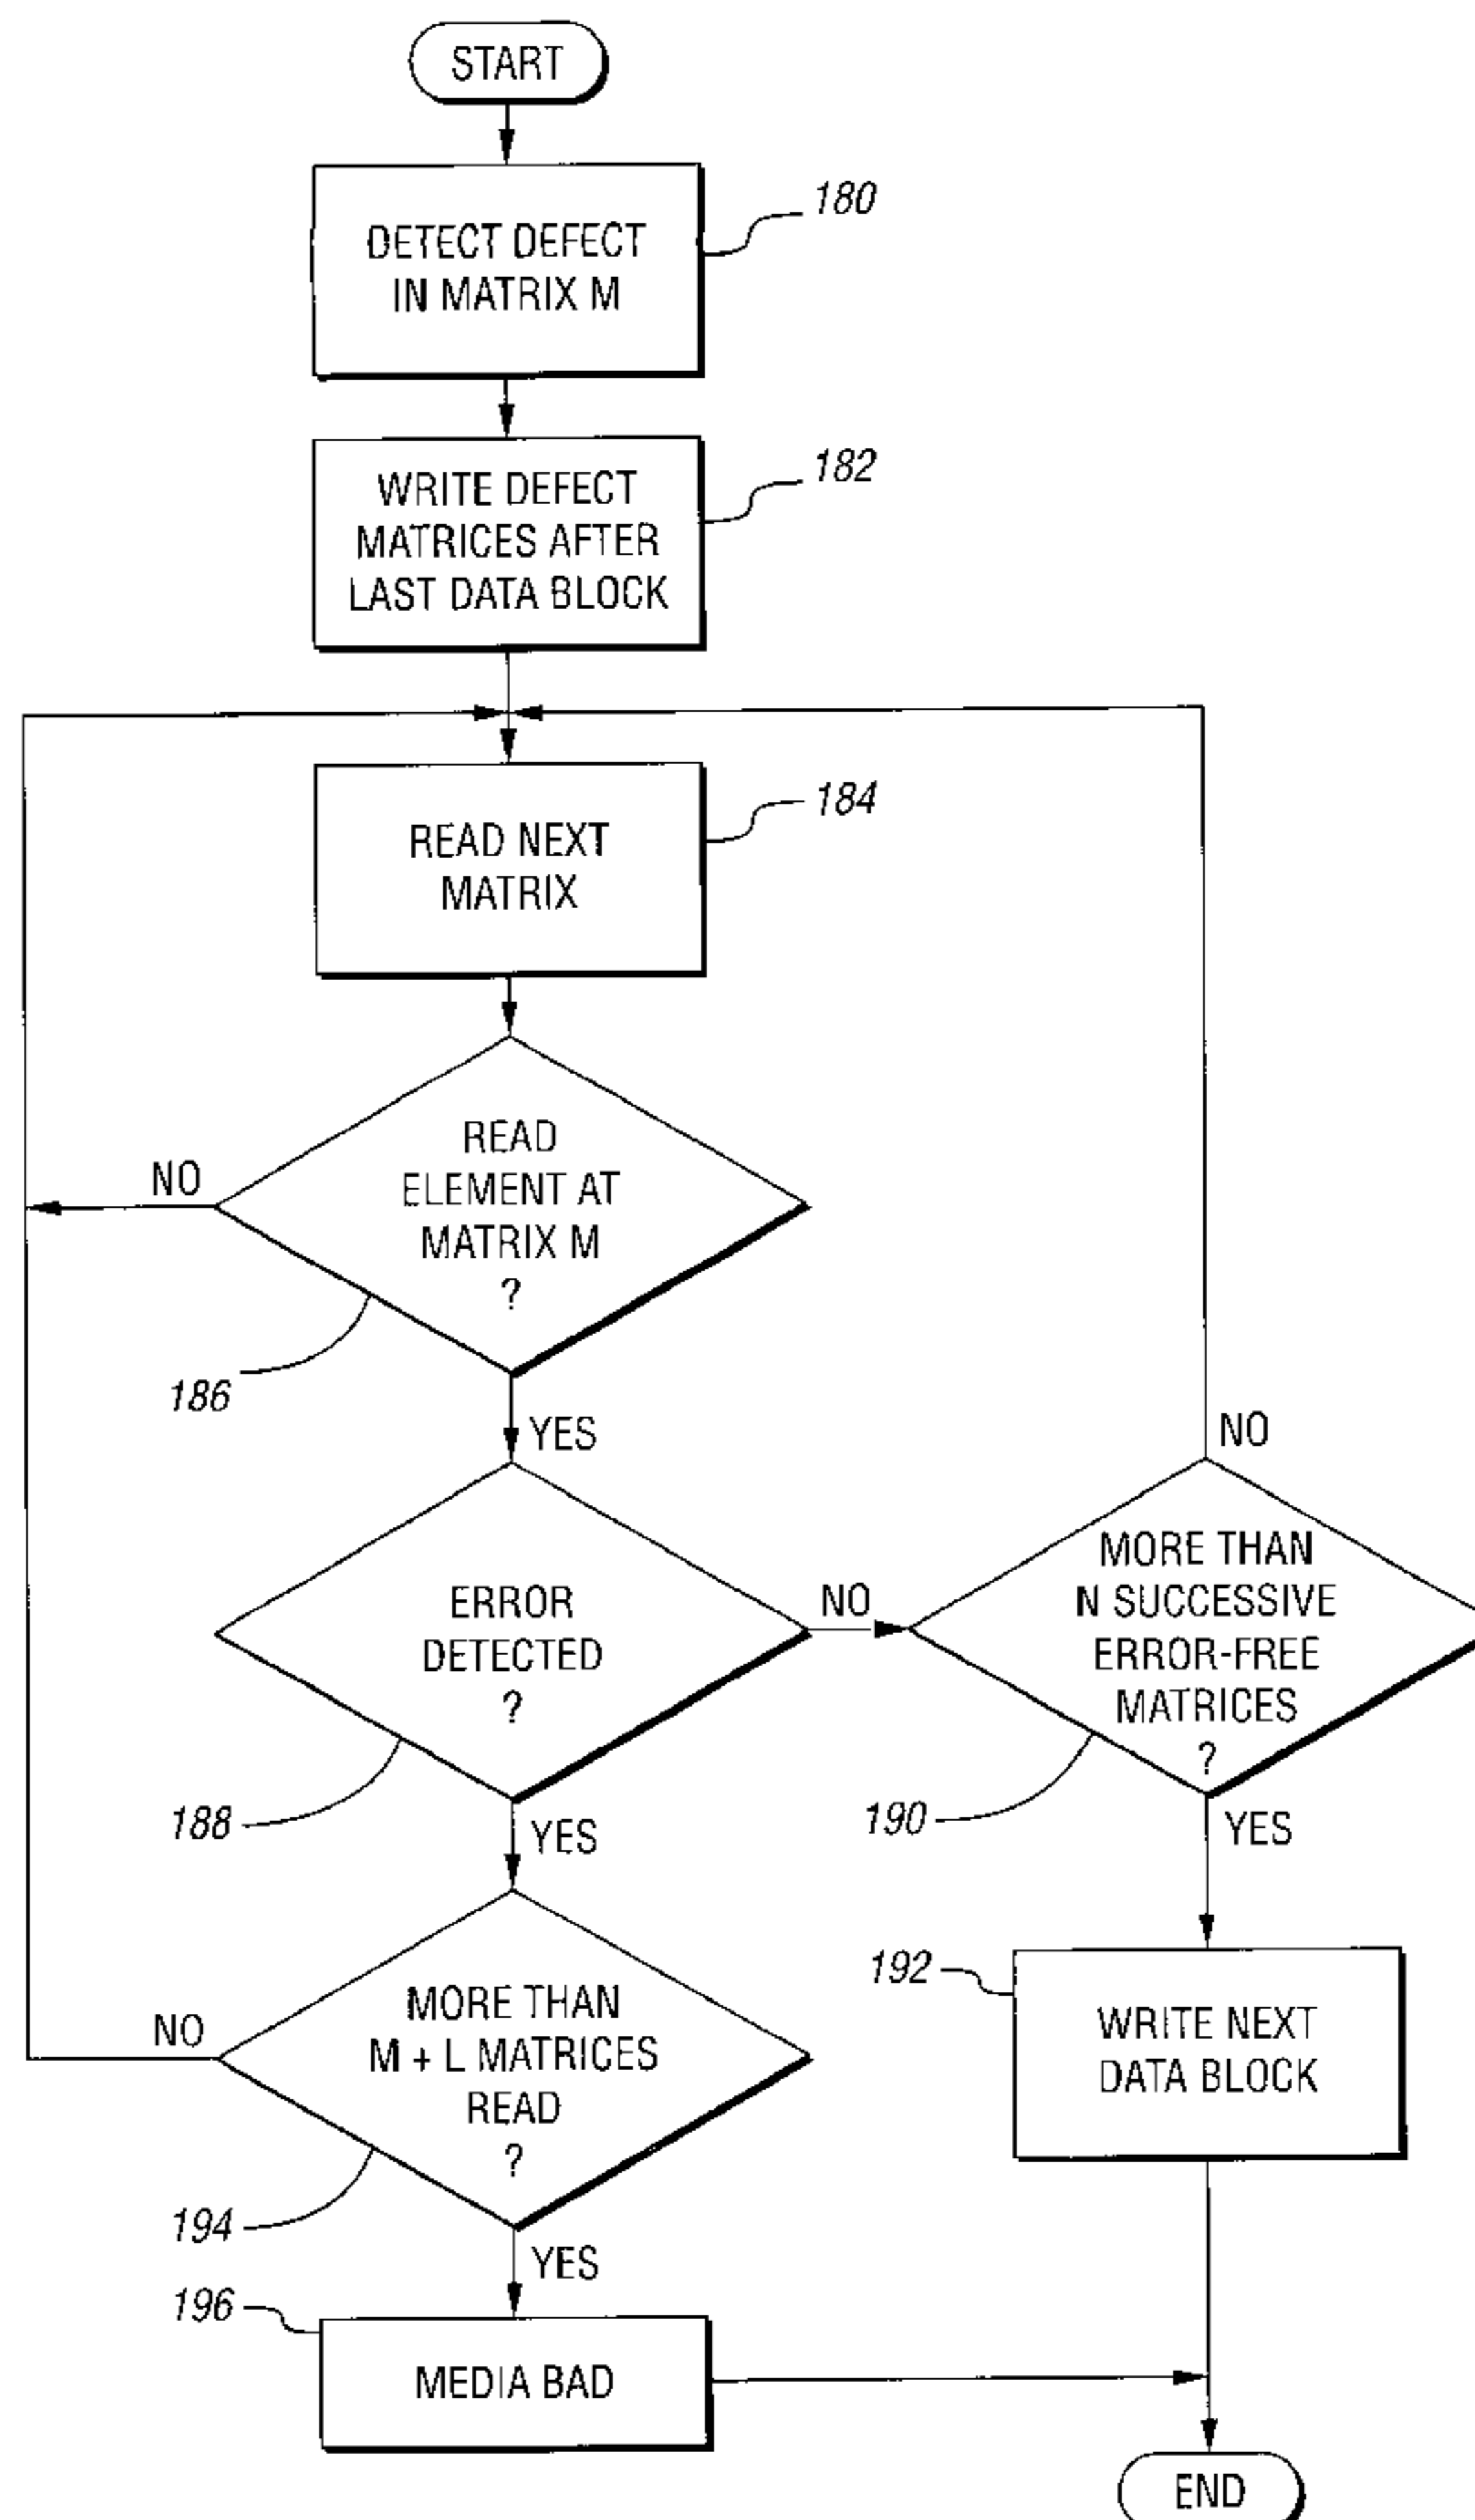 START
DETECT DEFECT
IN MATRIX M
180
WRITE DEFECT
MATRICES AFTER
LAST DATA BLOCK
182
READ NEXT
MATRIX
184
READ
ELEMENT AT
MATRIX M
?
NO
186
YES
ERROR
DETECTED
?
NO
188
YES
NO
MORE THAN
N SUCCESSIVE
ERROR-FREE
MATRICES
?
190
YES
192
WRITE NEXT
DATA BLOCK
MORE THAN
M + L MATRICES
READ
?
NO
194
YES
196
MEDIA BAD
END